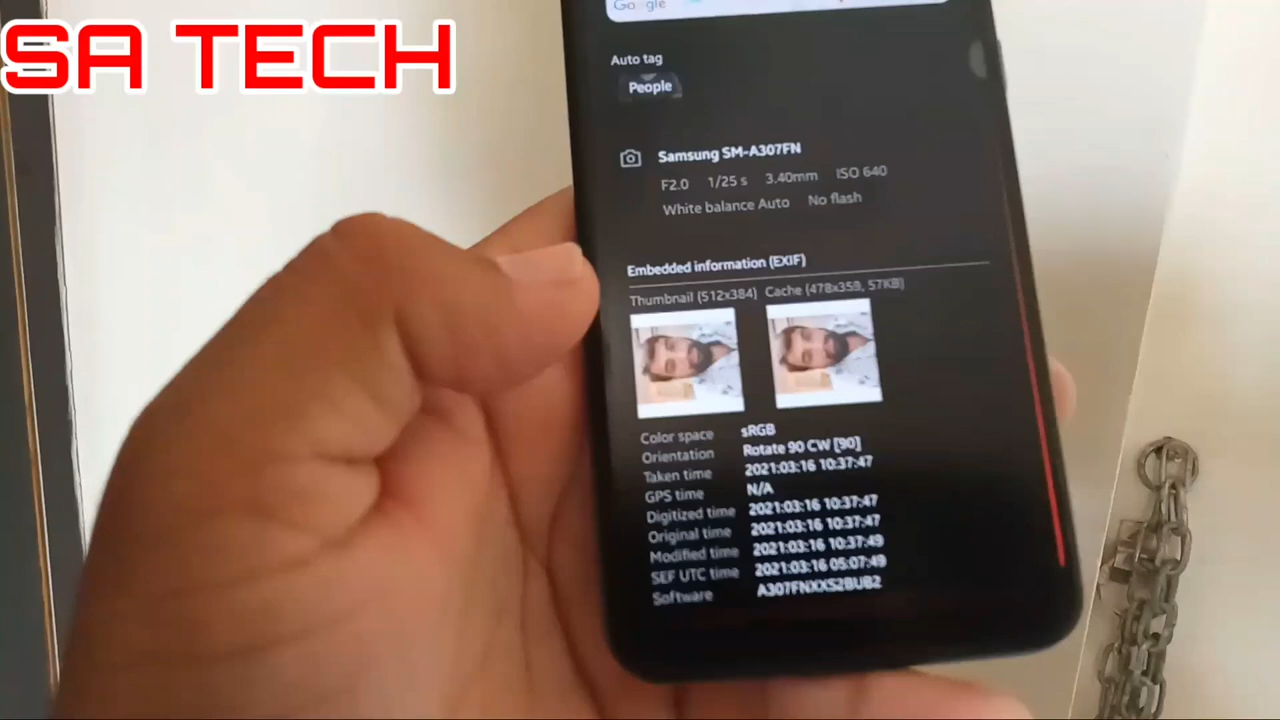 SA TECH
Google
Auto tag
People
Samsung SM-A307FN
F2.0 1/25 s 3.40mm ISO 640
White balance Auto No flash
Embedded information (EXIF)
Thumbnail (512x384) Cache (478x359, 57KB)
Color space sRGB
Orientation Rotate 90 CW [90]
Taken time 2021:03:16 10:37:47
GPS time N/A
Digitized time 2021:03:16 10:37:47
Original time 2021:03:16 10:37:47
Modified time 2021:03:16 10:37:49
SEF UTC time 2021:03:16 05:07:49
Software A307FNXXS2BUB2